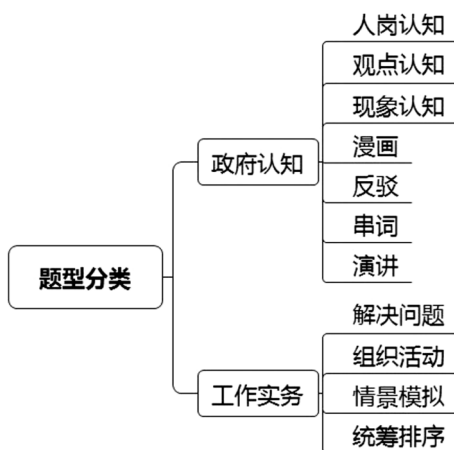 人岗认知
观点认知
现象认知
漫画
政府认知
反驳
串词
演讲
题型分类
解决问题
组织活动
工作实务
情景模拟
统筹排序